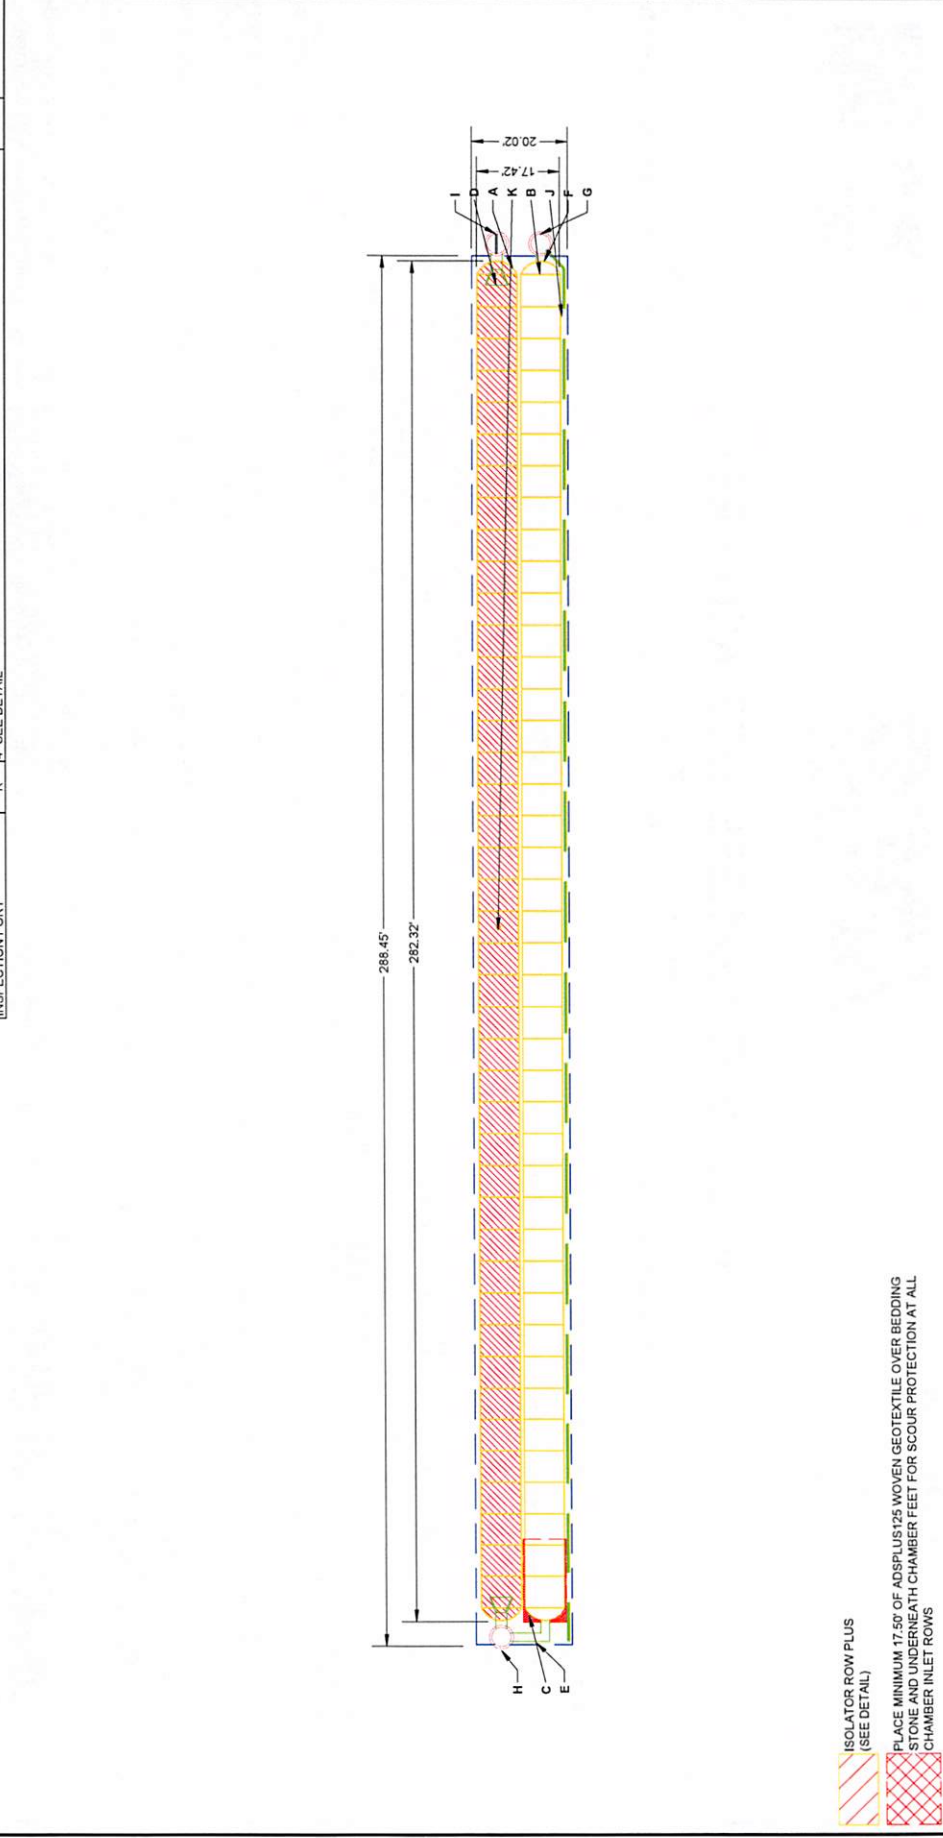 INSPECTION PORT
K
4" SEE DETAIL
288.45'
282.32'
20.02'
17.42'
I
D
A
K
B
J
F
G
H
C
E
ISOLATOR ROW PLUS
(SEE DETAIL)
PLACE MINIMUM 17.50' OF ADSPLUS125 WOVEN GEOTEXTILE OVER BEDDING
STONE AND UNDERNEATH CHAMBER FEET FOR SCOUR PROTECTION AT ALL
CHAMBER INLET ROWS